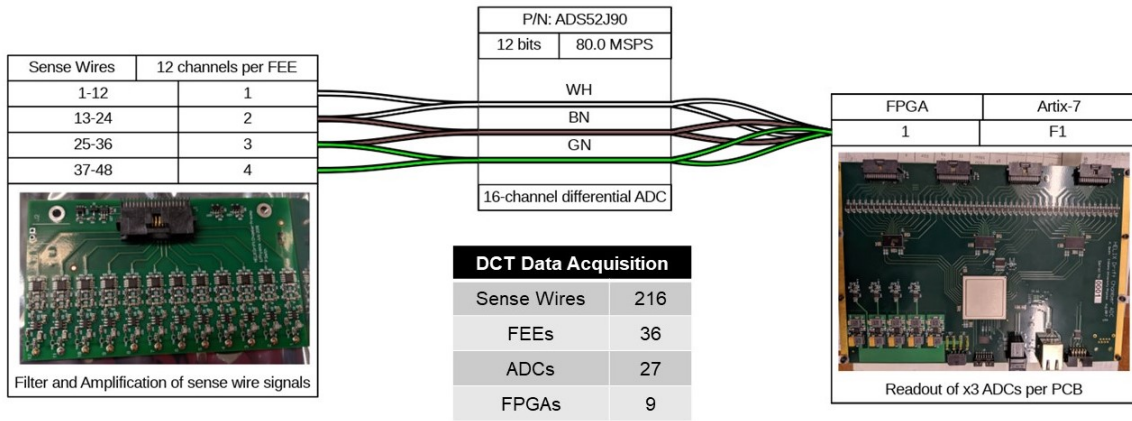 P/N: ADS52J90
12 bits 80.0 MSPS
Sense Wires 12 channels per FEE
1-12 1
13-24 2
25-36 3
37-48 4
WH
BN
GN
16-channel differential ADC
FPGA Artix-7
1 F1
Filter and Amplification of sense wire signals
Readout of x3 ADCs per PCB
DCT Data Acquisition
Sense Wires 216
FEEs 36
ADCs 27
FPGAs 9
J2